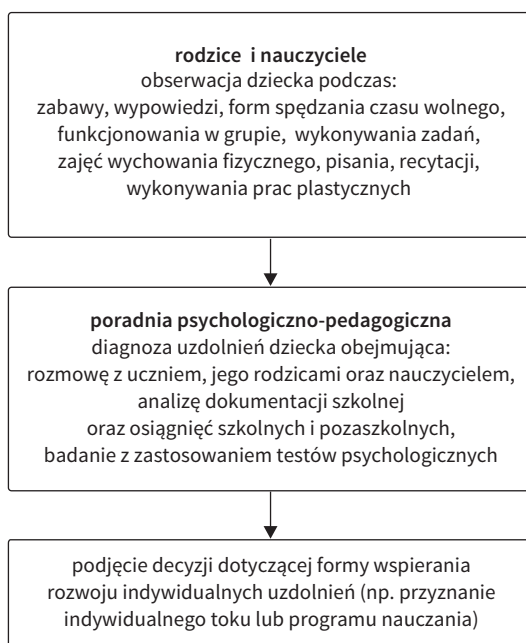 rodzice i nauczyciele
obserwacja dziecka podczas:
zabawy, wypowiedzi, form spędzania czasu wolnego,
funkcjonowania w grupie, wykonywania zadań,
zajęć wychowania fizycznego, pisania, recytacji,
wykonywania prac plastycznych
poradnia psychologiczno-pedagogiczna
diagnoza uzdolnień dziecka obejmująca:
rozmowę z uczniem, jego rodzicami oraz nauczycielem,
analizę dokumentacji szkolnej
oraz osiągnięć szkolnych i pozaszkolnych,
badanie z zastosowaniem testów psychologicznych
podjęcie decyzji dotyczącej formy wspierania
rozwoju indywidualnych uzdolnień (np. przyznanie
indywidualnego toku lub programu nauczania)